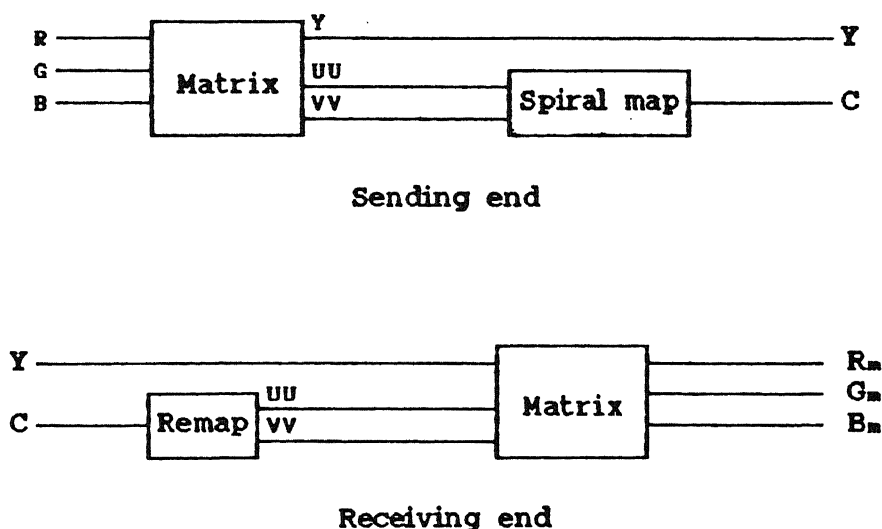 R
G
B
Matrix
Y
UU
VV
Spiral map
Y
C
Sending end
Y
C
Remap
UU
VV
Matrix
Rm
Gm
Bm
Receiving end